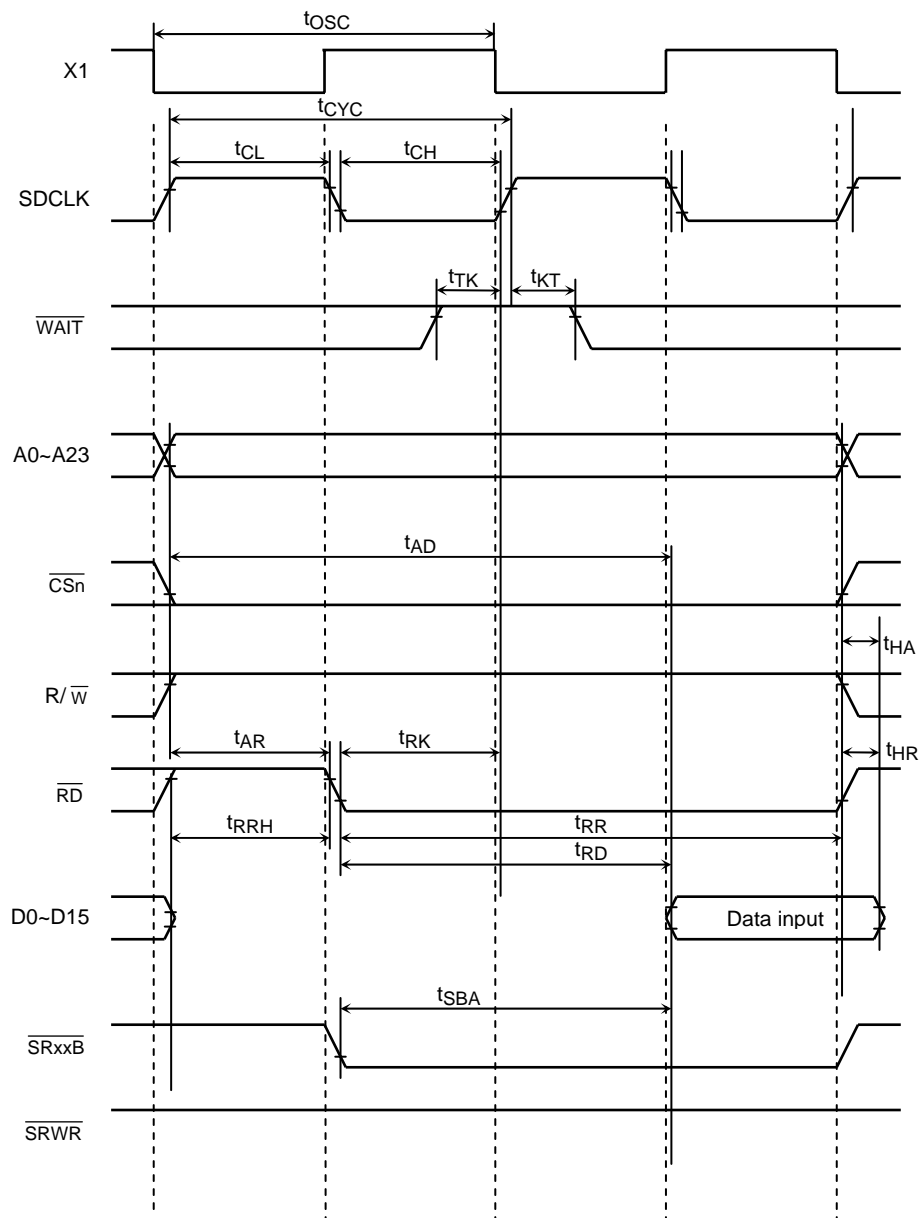 tOSC
X1
tCYC
tCL tCH
SDCLK
tTK tKT
WAIT
A0~A23
tAD
CSn
tHA
R/ W
tAR tRK tHR
RD
tRRH tRR
tRD
D0~D15 Data input
tSBA
SRxxB
SRWR